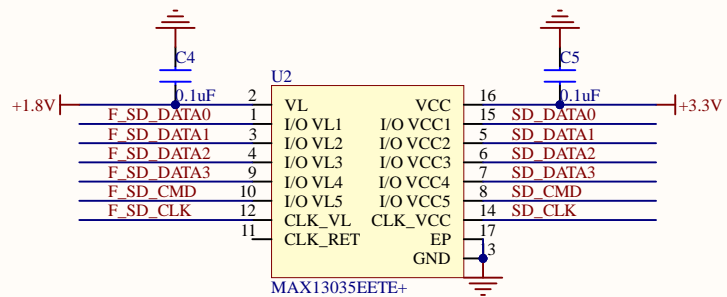 C4
C5
U2
0.1uF
0.1uF
+1.8V
2
VL
VCC
16
+3.3V
F_SD_DATA0
1
I/O VL1
I/O VCC1
15
SD_DATA0
F_SD_DATA1
3
I/O VL2
I/O VCC2
5
SD_DATA1
F_SD_DATA2
4
I/O VL3
I/O VCC3
6
SD_DATA2
F_SD_DATA3
9
I/O VL4
I/O VCC4
7
SD_DATA3
F_SD_CMD
10
I/O VL5
I/O VCC5
8
SD_CMD
F_SD_CLK
12
CLK_VL
CLK_VCC
14
SD_CLK
11
CLK_RET
EP
17
GND
13
MAX13035EETE+